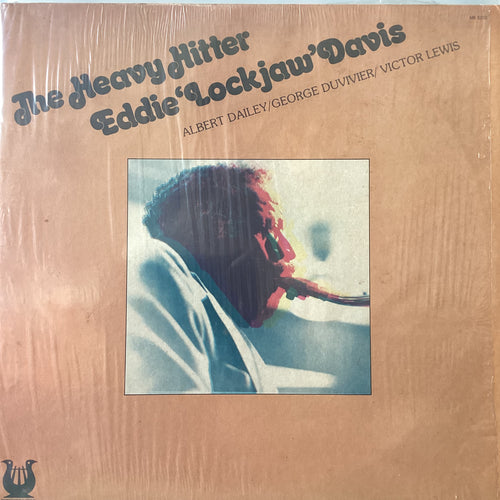 The Heavy Hitter
Eddie ‘Lockjaw’ Davis
ALBERT DAILEY/GEORGE DUVIVIER/VICTOR LEWIS